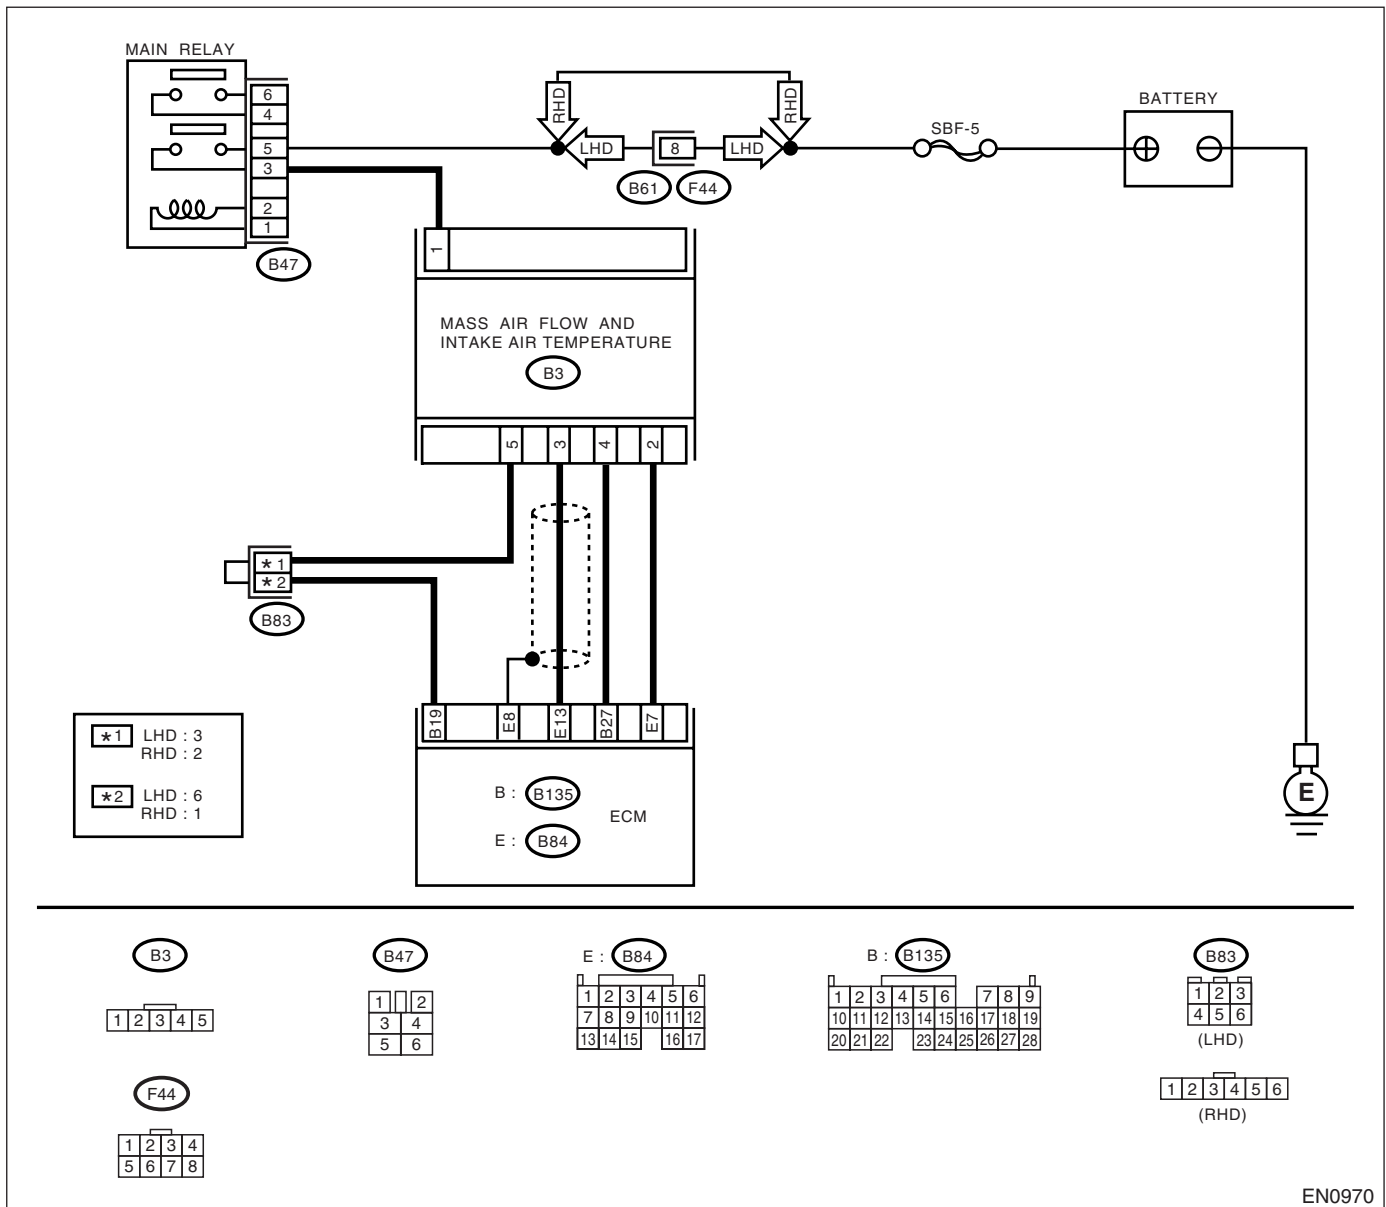 MAIN RELAY
6
4
5
3
2
1
B47
RHD
RHD
LHD
8
LHD
B61
F44
SBF-5
BATTERY
1
MASS AIR FLOW AND
INTAKE AIR TEMPERATURE
B3
5
3
4
2
*1
*2
B83
B19
E8
E13
B27
E7
B : B135
ECM
E : B84
*1 LHD : 3
RHD : 2
*2 LHD : 6
RHD : 1
E
B3
1 2 3 4 5
F44
1 2 3 4
5 6 7 8
B47
1 2
3 4
5 6
E : B84
1 2 3 4 5 6
7 8 9 10 11 12
13 14 15 16 17
B : B135
1 2 3 4 5 6 7 8 9
10 11 12 13 14 15 16 17 18 19
20 21 22 23 24 25 26 27 28
B83
1 2 3
4 5 6
(LHD)
1 2 3 4 5 6
(RHD)
EN0970